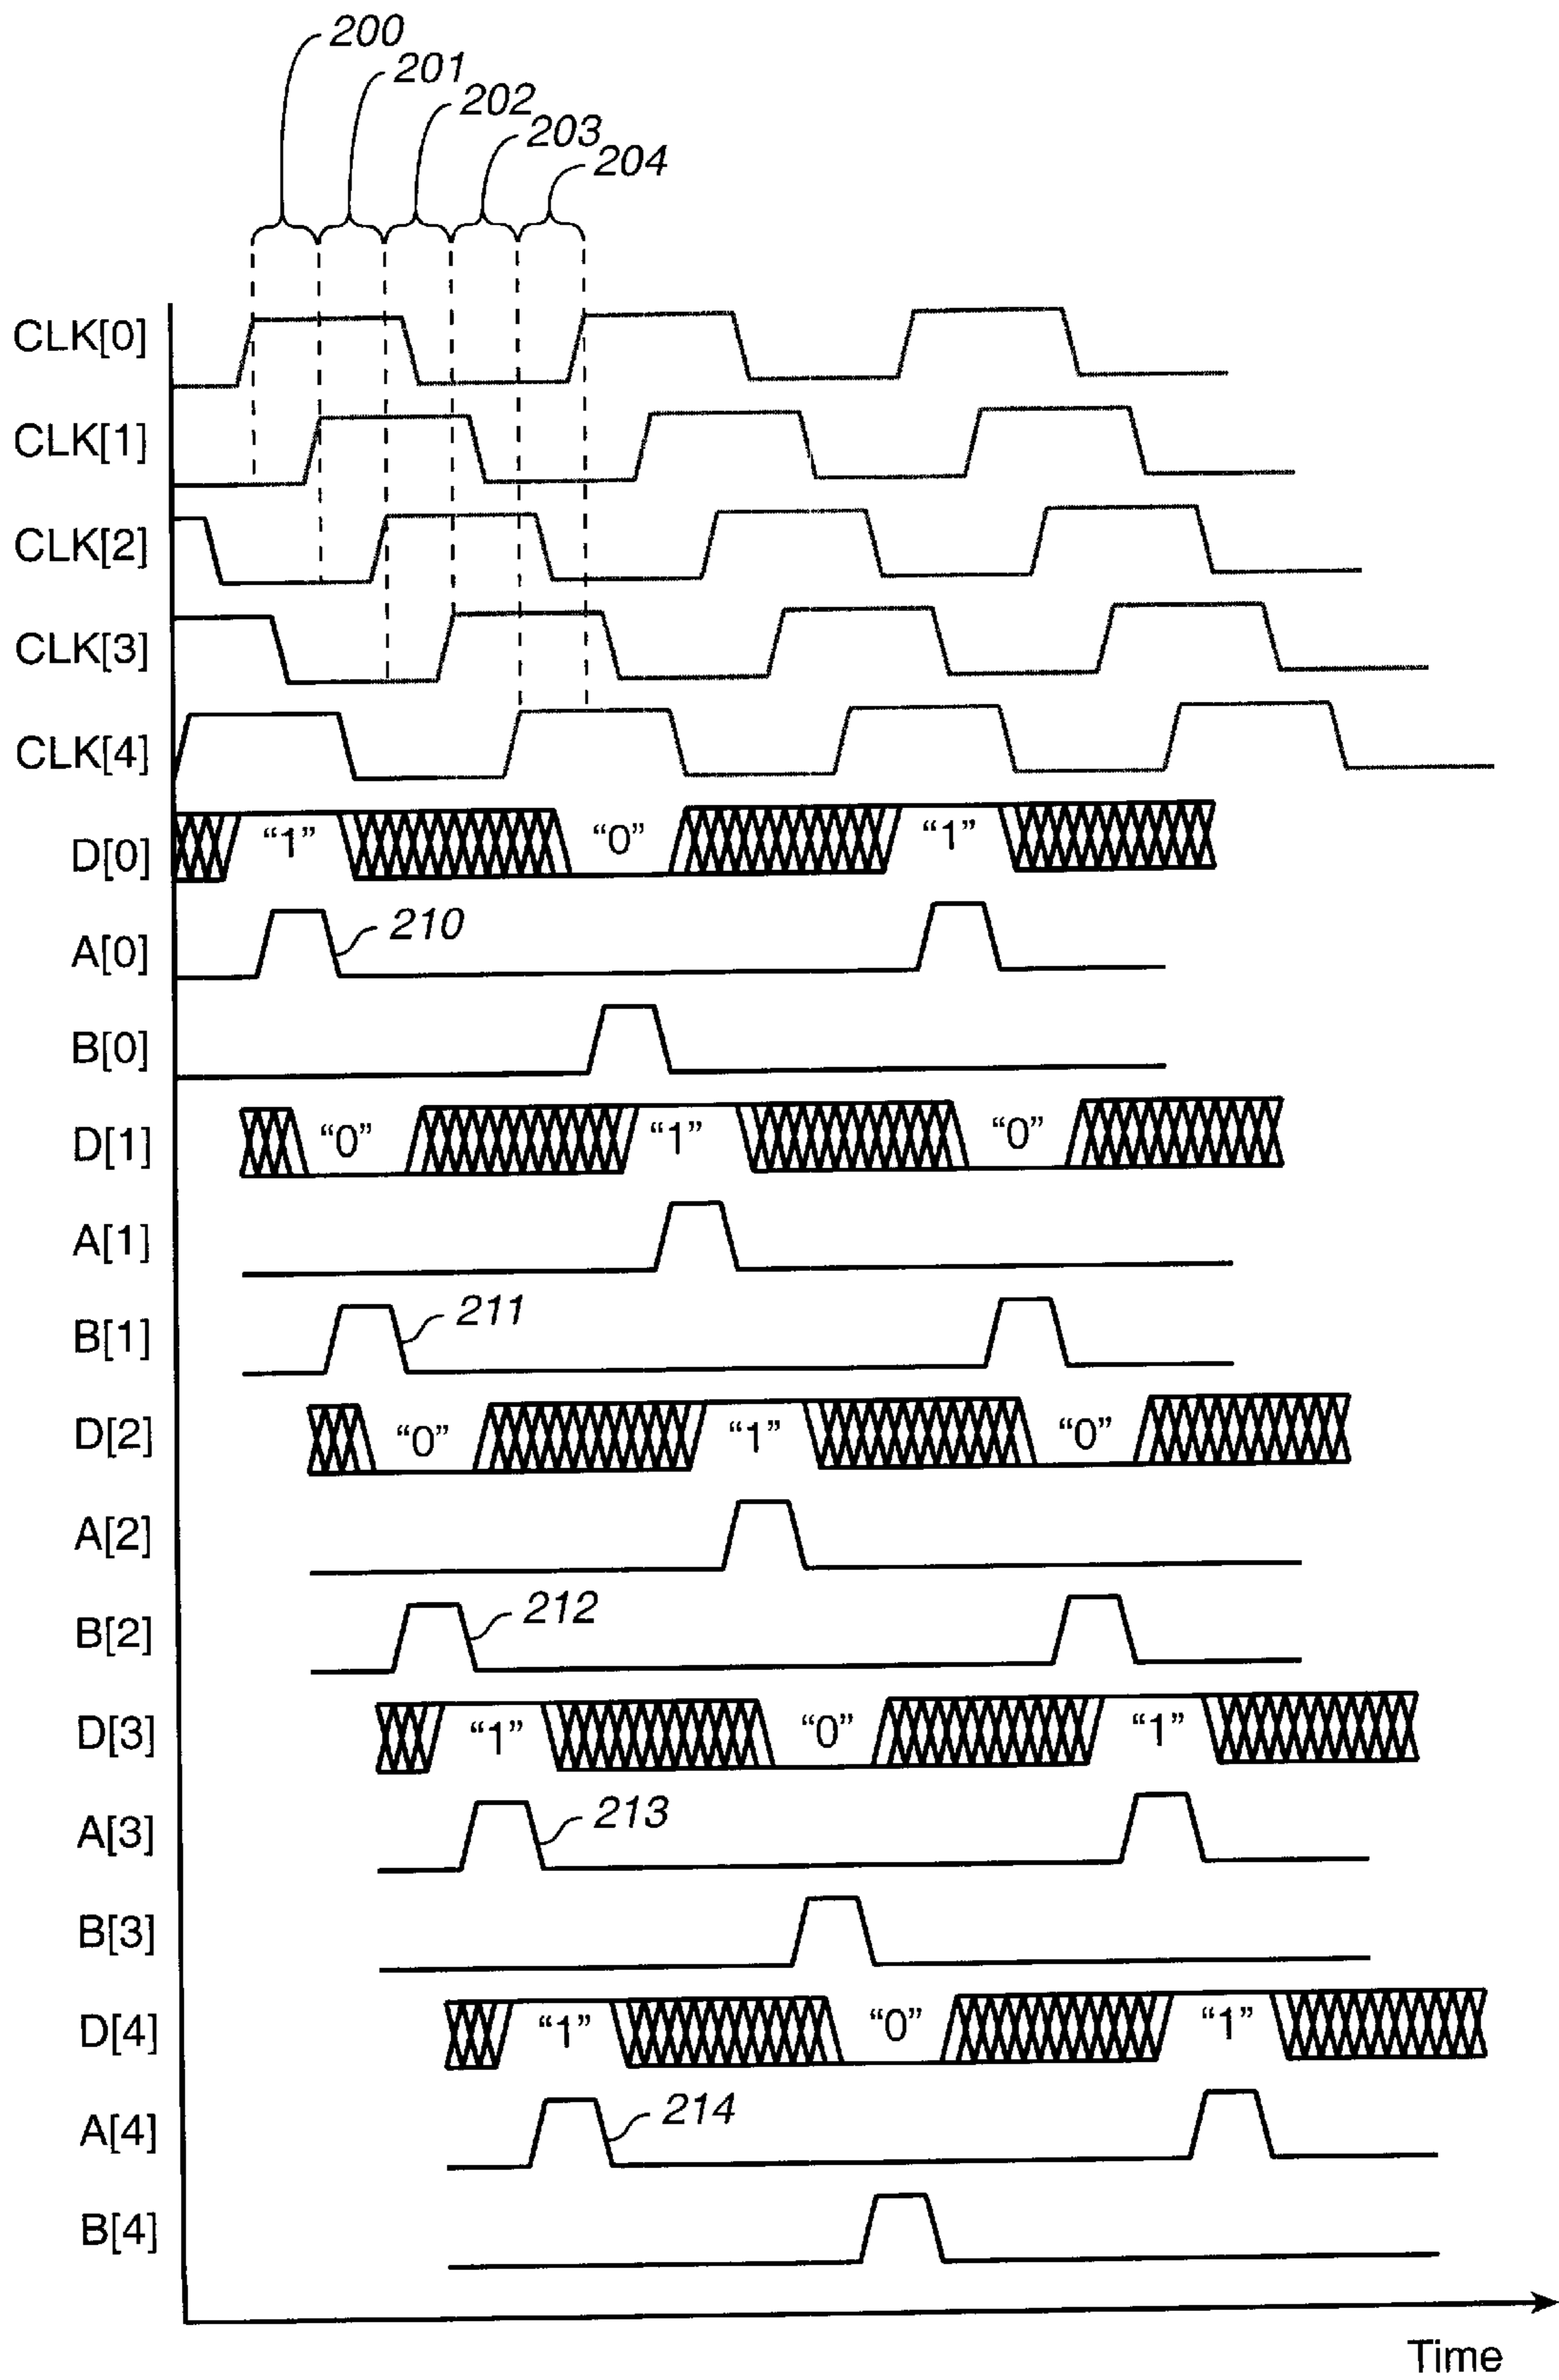 200
201
202
203
204
CLK[0]
CLK[1]
CLK[2]
CLK[3]
CLK[4]
D[0] “1” “0” “1”
A[0] 210
B[0]
D[1] “0” “1” “0”
A[1]
B[1] 211
D[2] “0” “1” “0”
A[2]
B[2] 212
D[3] “1” “0” “1”
A[3] 213
B[3]
D[4] “1” “0” “1”
A[4] 214
B[4]
Time